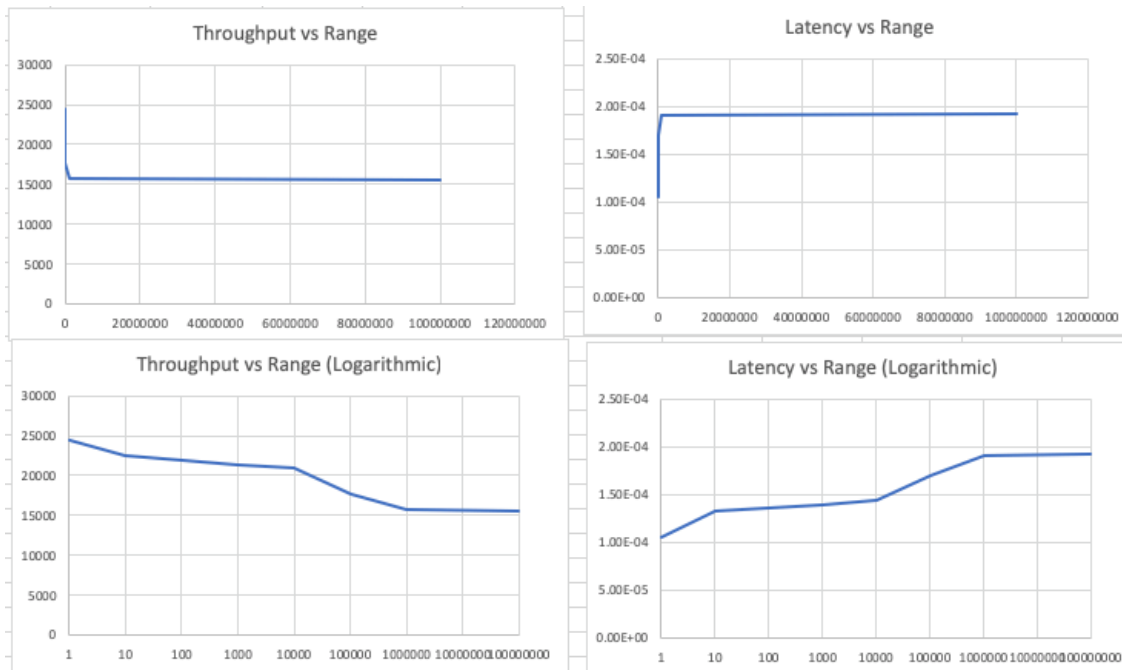 Throughput vs Range
30000
25000
20000
15000
10000
5000
0
0 20000000 40000000 60000000 80000000 100000000 120000000
Latency vs Range
2.50E-04
2.00E-04
1.50E-04
1.00E-04
5.00E-05
0.00E+00
0 20000000 40000000 60000000 80000000 100000000 120000000
Throughput vs Range (Logarithmic)
30000
25000
20000
15000
10000
5000
0
1 10 100 1000 10000 100000 1000000 10000000 100000000
Latency vs Range (Logarithmic)
2.50E-04
2.00E-04
1.50E-04
1.00E-04
5.00E-05
0.00E+00
1 10 100 1000 10000 100000 1000000 10000000 100000000